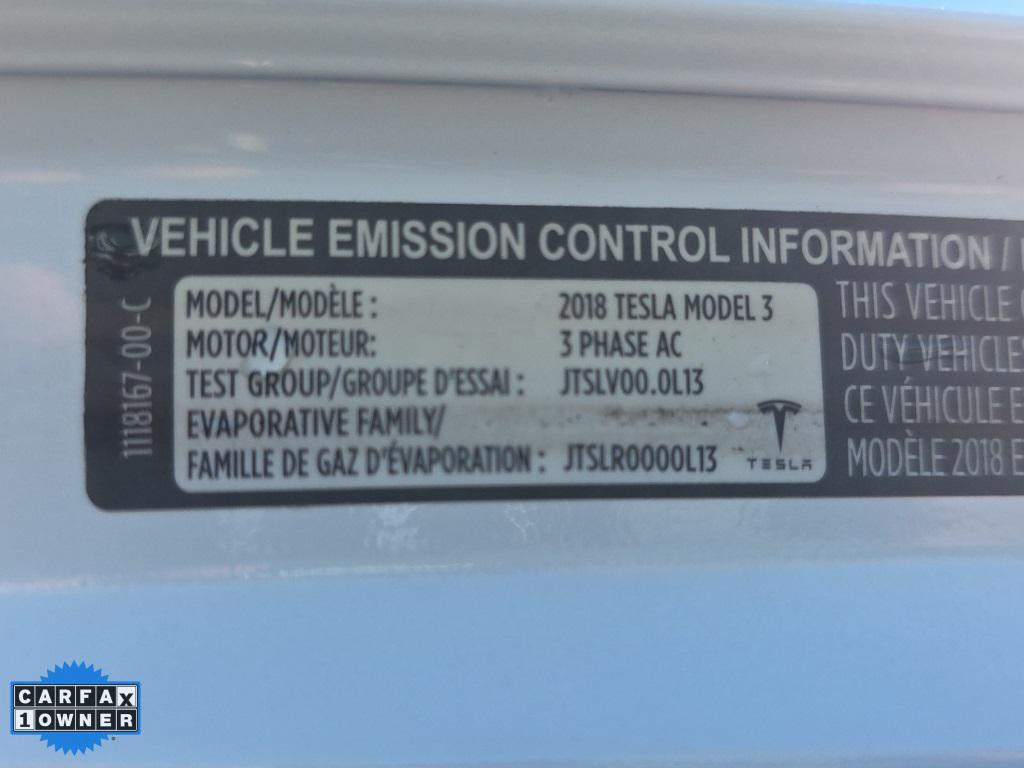 VEHICLE EMISSION CONTROL INFORMATION /
MODEL/MODÈLE : 2018 TESLA MODEL 3
MOTOR/MOTEUR: 3 PHASE AC
TEST GROUP/GROUPE D'ESSAI : JTSLV00.0L13
EVAPORATIVE FAMILY/
FAMILLE DE GAZ D'ÉVAPORATION : JTSLR0000L13
TESLA
1118167-00-C
THIS VEHICLE
DUTY VEHICLES
CE VÉHICULE
MODÈLE 2018
CARFAX
1 OWNER